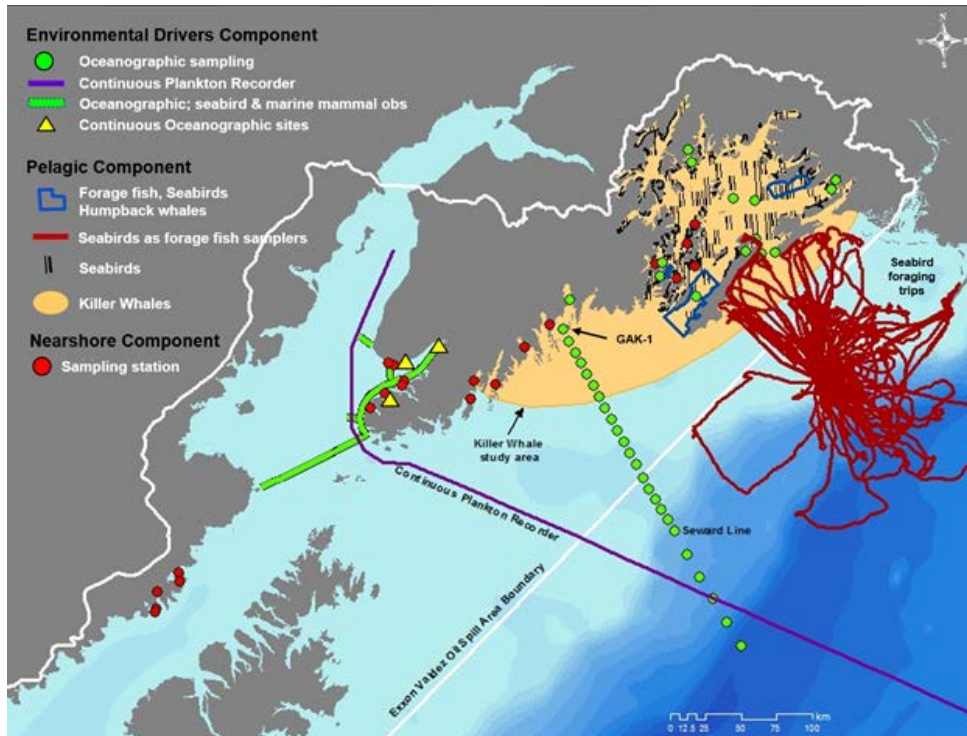 Environmental Drivers Component
Oceanographic sampling
Continuous Plankton Recorder
Oceanographic; seabird & marine mammal obs
Continuous Oceanographic sites
Pelagic Component
Forage fish, Seabirds
Humpback whales
Seabirds as forage fish samplers
Seabirds
Killer Whales
Nearshore Component
Sampling station
N
Seabird
foraging
trips
GAK-1
Killer Whale
study area
Continuous Plankton Recorder
Seward Line
Exxon Valdez Oil Spill Area Boundary
km
0 12.5 25 50 75 100